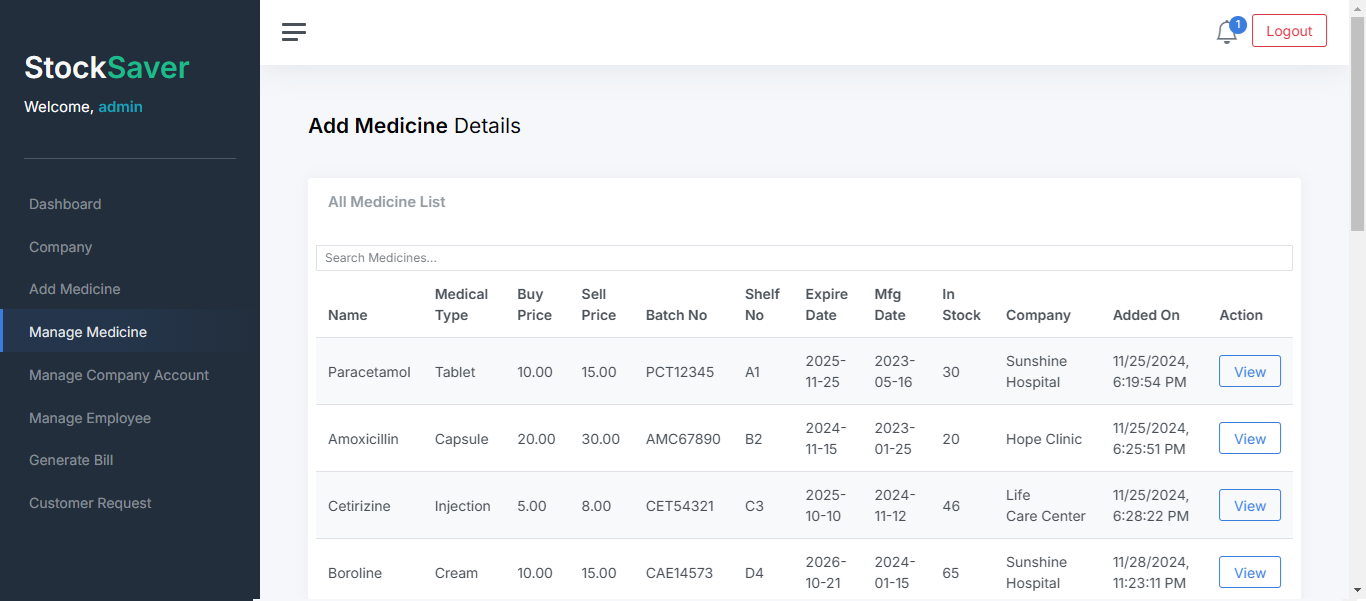 StockSaver
Welcome, admin
Dashboard
Company
Add Medicine
Manage Medicine
Manage Company Account
Manage Employee
Generate Bill
Customer Request
1
Logout
Add Medicine Details
All Medicine List
Search Medicines...
Name Medical Type Buy Price Sell Price Batch No Shelf No Expire Date Mfg Date In Stock Company Added On Action
Paracetamol Tablet 10.00 15.00 PCT12345 A1 2025-11-25 2023-05-16 30 Sunshine Hospital 11/25/2024, 6:19:54 PM View
Amoxicillin Capsule 20.00 30.00 AMC67890 B2 2024-11-15 2023-01-25 20 Hope Clinic 11/25/2024, 6:25:51 PM View
Cetirizine Injection 5.00 8.00 CET54321 C3 2025-10-10 2024-11-12 46 Life Care Center 11/25/2024, 6:28:22 PM View
Boroline Cream 10.00 15.00 CAE14573 D4 2026-10-21 2024-01-15 65 Sunshine Hospital 11/28/2024, 11:23:11 PM View